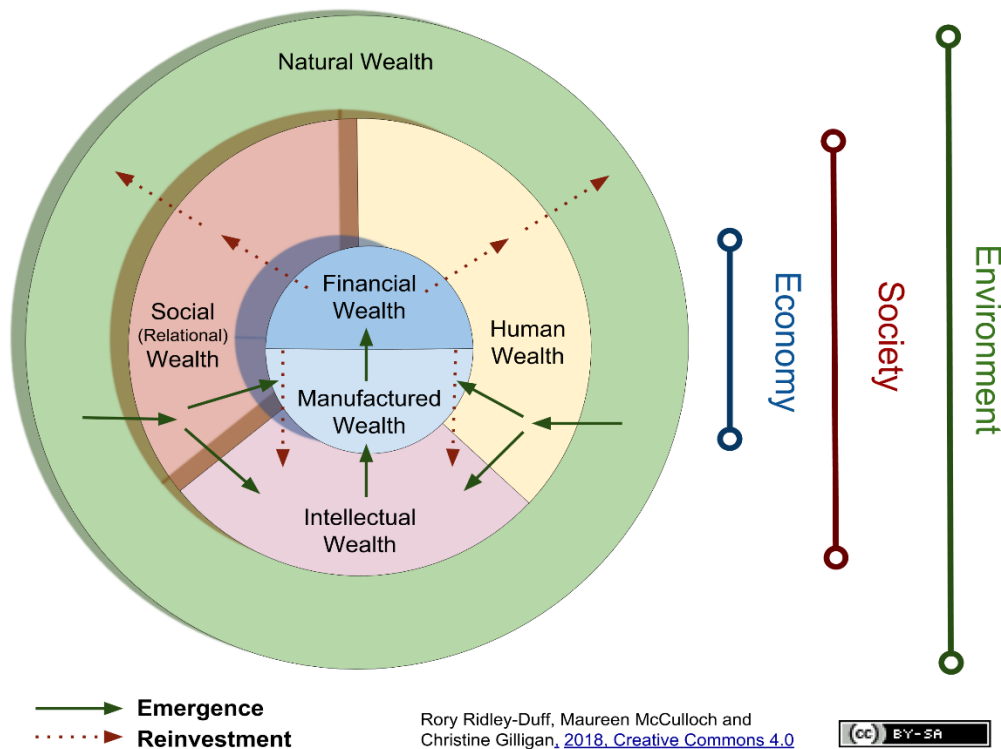 Natural Wealth
Financial
Wealth
Social
(Relational)
Wealth
Human
Wealth
Manufactured
Wealth
Intellectual
Wealth
Economy
Society
Environment
Emergence
Reinvestment
Rory Ridley-Duff, Maureen McCulloch and
Christine Gilligan, 2018, Creative Commons 4.0
(cc) BY-SA